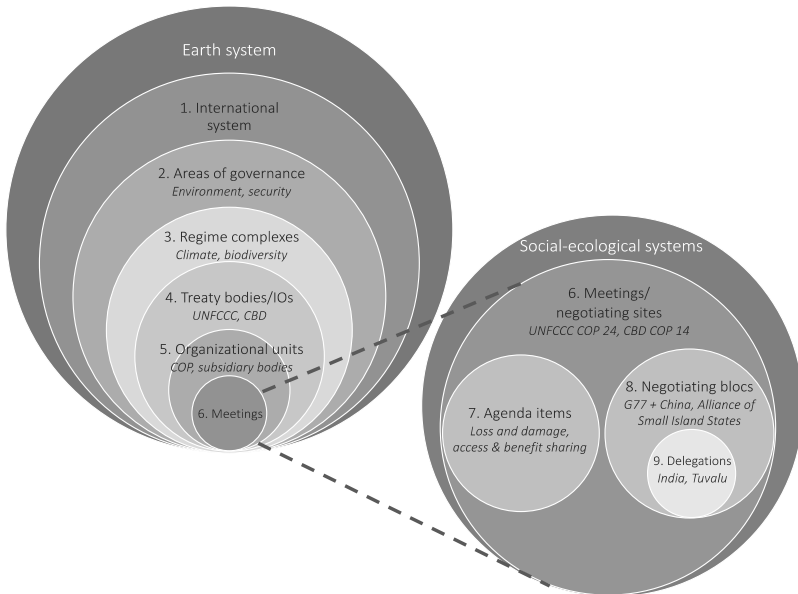 Earth system
1. International
system
2. Areas of governance
Environment, security
3. Regime complexes
Climate, biodiversity
4. Treaty bodies/IOs
UNFCCC, CBD
5. Organizational units
COP, subsidiary bodies
6. Meetings
Social-ecological systems
6. Meetings/
negotiating sites
UNFCCC COP 24, CBD COP 14
7. Agenda items
Loss and damage,
access & benefit sharing
8. Negotiating blocs
G77 + China, Alliance of
Small Island States
9. Delegations
India, Tuvalu